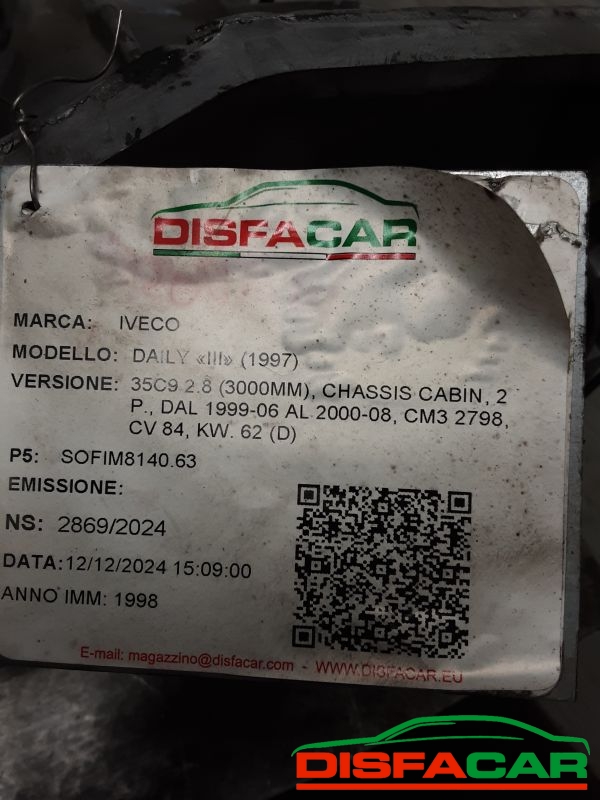 DISFACAR
MARCA: IVECO
MODELLO: DAILY «III» (1997)
VERSIONE: 35C9 2.8 (3000MM), CHASSIS CABIN, 2
P., DAL 1999-06 AL 2000-08, CM3 2798,
CV 84, KW. 62 (D)
P5: SOFIM8140.63
EMISSIONE:
NS: 2869/2024
DATA:12/12/2024 15:09:00
ANNO IMM: 1998
E-mail: magazzino@disfacar.com - WWW.DISFACAR.EU
DISFACAR